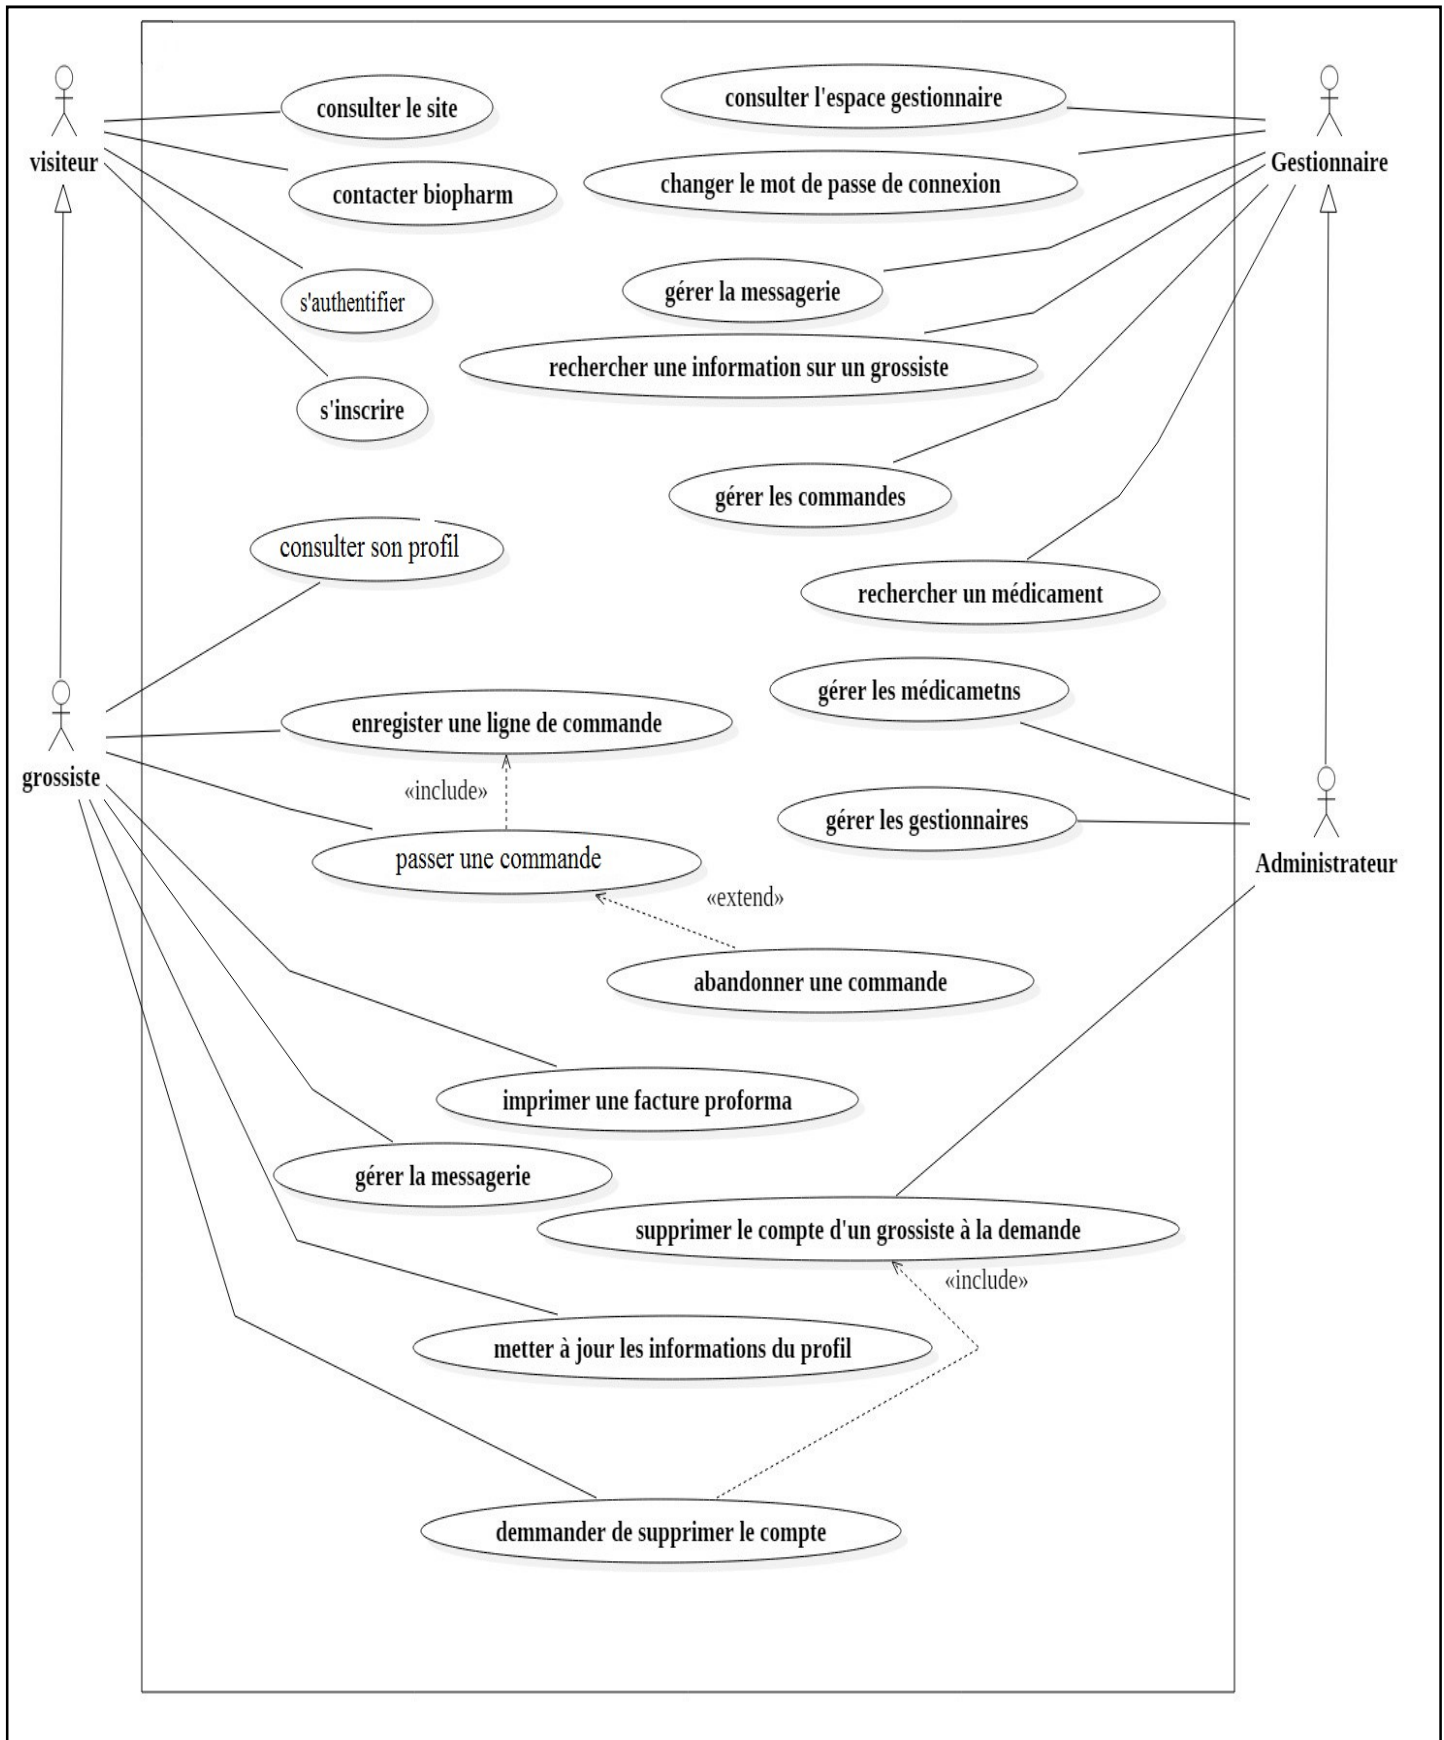 consulter le site
consulter l'espace gestionnaire
visiteur
Gestionnaire
contacter biopharm
changer le mot de passe de connexion
s'authentifier
gérer la messagerie
rechercher une information sur un grossiste
s'inscrire
gérer les commandes
consulter son profil
rechercher un médicament
gérer les médicametns
enregister une ligne de commande
grossiste
«include»
gérer les gestionnaires
passer une commande
Administrateur
«extend»
abandonner une commande
imprimer une facture proforma
gérer la messagerie
supprimer le compte d'un grossiste à la demande
«include»
metter à jour les informations du profil
demmander de supprimer le compte